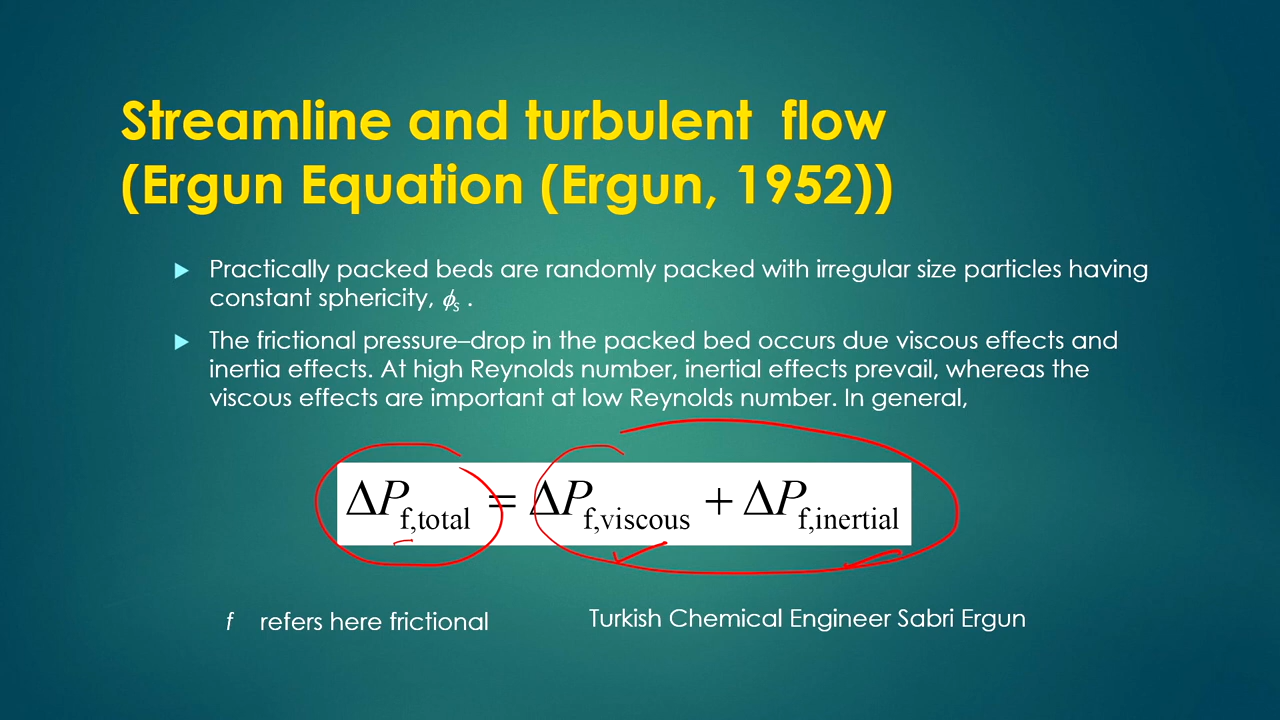 Streamline and turbulent flow
(Ergun Equation (Ergun, 1952))
Practically packed beds are randomly packed with irregular size particles having
constant sphericity, ϕs .
The frictional pressure–drop in the packed bed occurs due viscous effects and
inertia effects. At high Reynolds number, inertial effects prevail, whereas the
viscous effects are important at low Reynolds number. In general,
ΔPf,total = ΔPf,viscous + ΔPf,inertial
f refers here frictional
Turkish Chemical Engineer Sabri Ergun